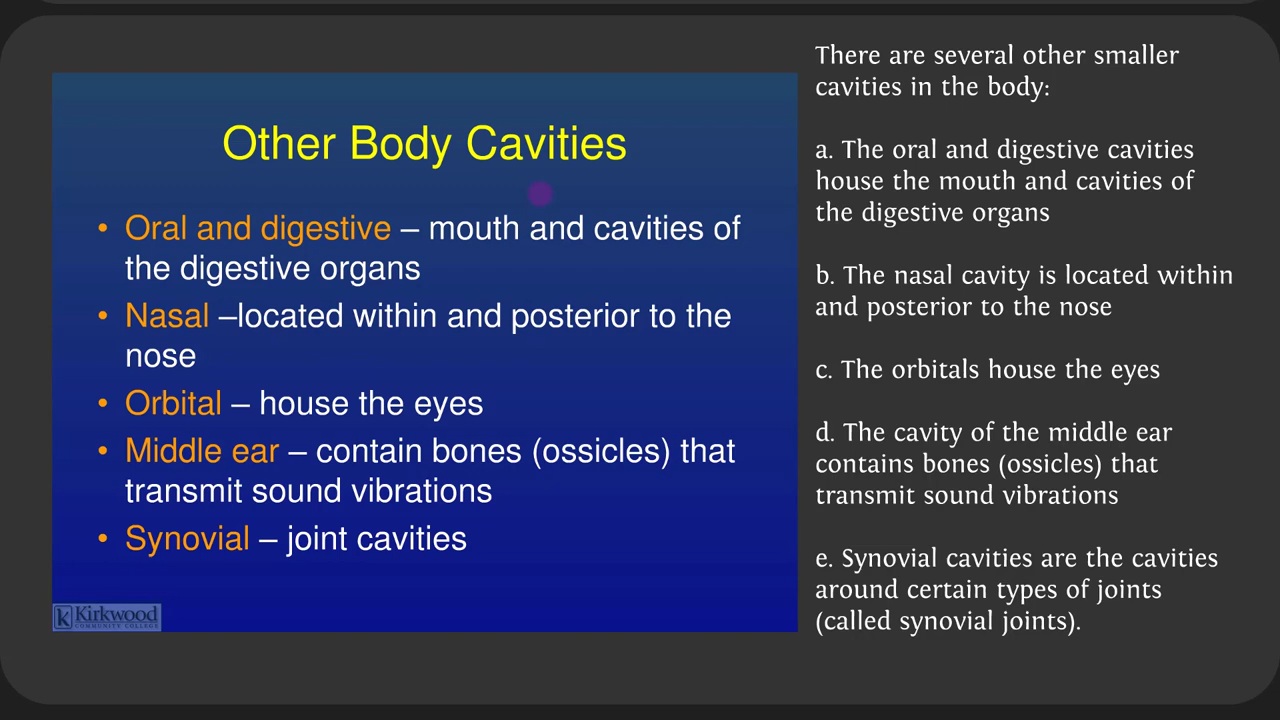 Other Body Cavities
• Oral and digestive – mouth and cavities of
the digestive organs
• Nasal –located within and posterior to the
nose
• Orbital – house the eyes
• Middle ear – contain bones (ossicles) that
transmit sound vibrations
• Synovial – joint cavities
Kirkwood
COMMUNITY COLLEGE
There are several other smaller
cavities in the body:
a. The oral and digestive cavities
house the mouth and cavities of
the digestive organs
b. The nasal cavity is located within
and posterior to the nose
c. The orbitals house the eyes
d. The cavity of the middle ear
contains bones (ossicles) that
transmit sound vibrations
e. Synovial cavities are the cavities
around certain types of joints
(called synovial joints).